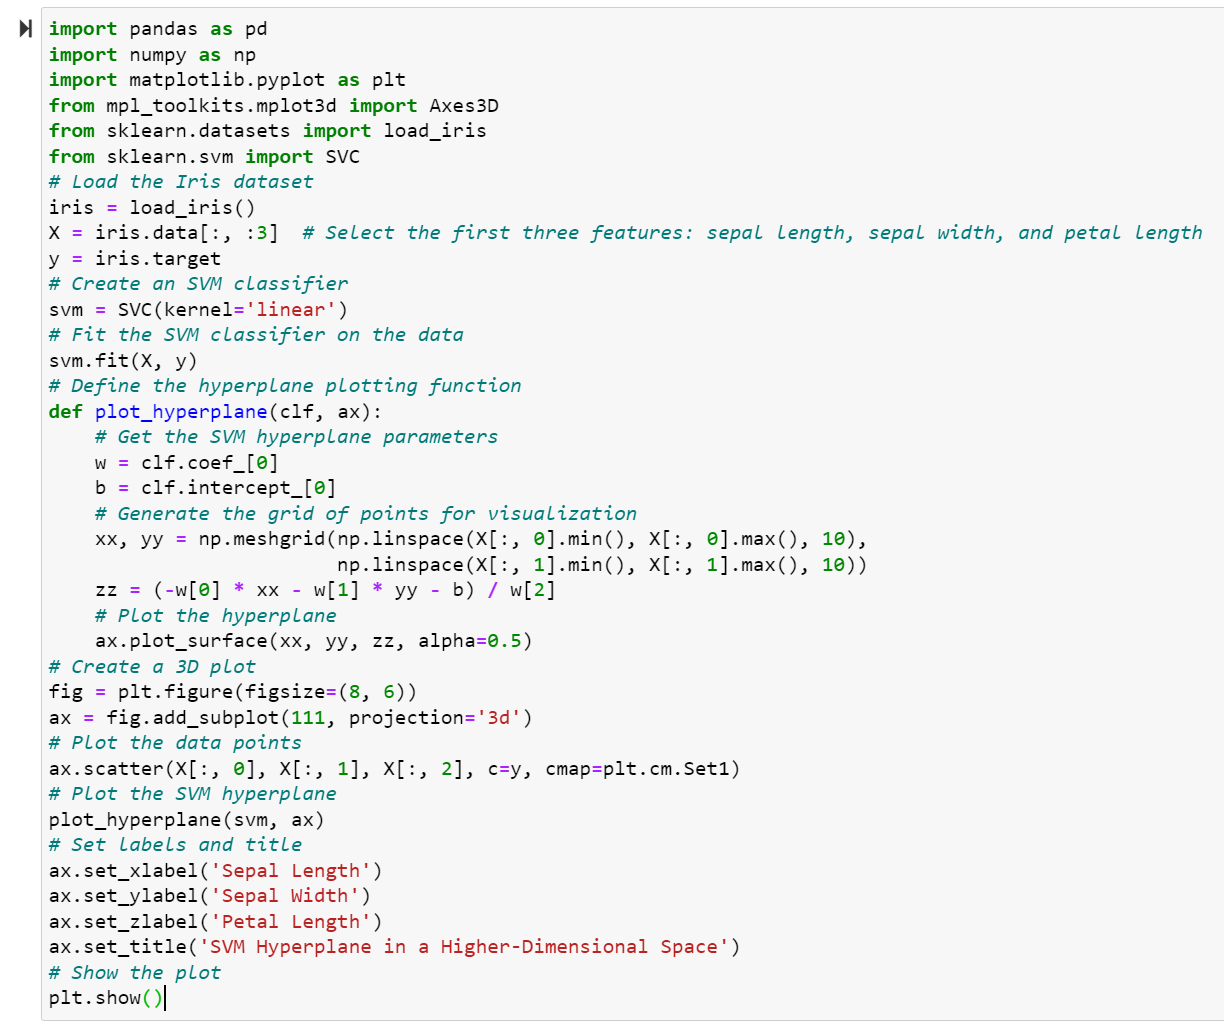 import pandas as pd
import numpy as np
import matplotlib.pyplot as plt
from mpl_toolkits.mplot3d import Axes3D
from sklearn.datasets import load_iris
from sklearn.svm import SVC
# Load the Iris dataset
iris = load_iris()
X = iris.data[:, :3]  # Select the first three features: sepal length, sepal width, and petal length
y = iris.target
# Create an SVM classifier
svm = SVC(kernel='linear')
# Fit the SVM classifier on the data
svm.fit(X, y)
# Define the hyperplane plotting function
def plot_hyperplane(clf, ax):
    # Get the SVM hyperplane parameters
    w = clf.coef_[0]
    b = clf.intercept_[0]
    # Generate the grid of points for visualization
    xx, yy = np.meshgrid(np.linspace(X[:, 0].min(), X[:, 0].max(), 10),
                         np.linspace(X[:, 1].min(), X[:, 1].max(), 10))
    zz = (-w[0] * xx - w[1] * yy - b) / w[2]
    # Plot the hyperplane
    ax.plot_surface(xx, yy, zz, alpha=0.5)
# Create a 3D plot
fig = plt.figure(figsize=(8, 6))
ax = fig.add_subplot(111, projection='3d')
# Plot the data points
ax.scatter(X[:, 0], X[:, 1], X[:, 2], c=y, cmap=plt.cm.Set1)
# Plot the SVM hyperplane
plot_hyperplane(svm, ax)
# Set labels and title
ax.set_xlabel('Sepal Length')
ax.set_ylabel('Sepal Width')
ax.set_zlabel('Petal Length')
ax.set_title('SVM Hyperplane in a Higher-Dimensional Space')
# Show the plot
plt.show()